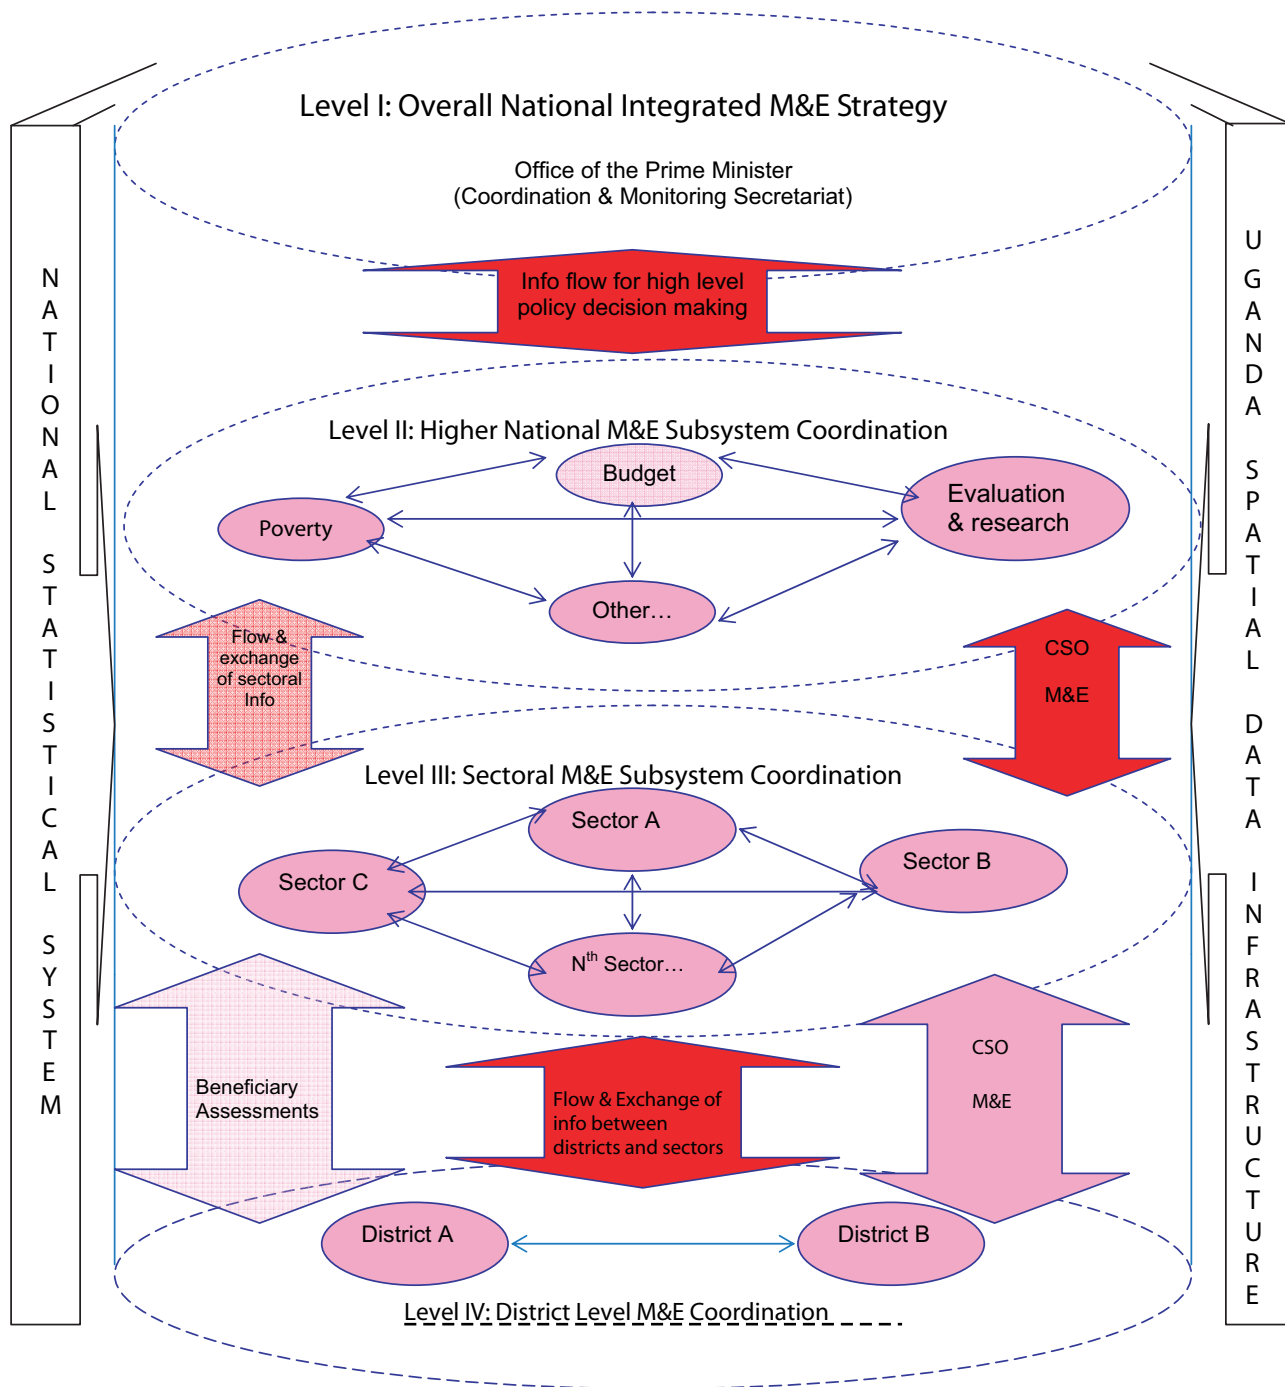 Level I: Overall National Integrated M&E Strategy
Office of the Prime Minister
(Coordination & Monitoring Secretariat)
Info flow for high level
policy decision making
NATIONAL STATISTICAL SYSTEM
UGANDA SPATIAL DATA INFRASTRUCTURE
Level II: Higher National M&E Subsystem Coordination
Budget
Poverty
Evaluation
& research
Other…
Flow &
exchange
of sectoral
Info
CSO
M&E
Level III: Sectoral M&E Subsystem Coordination
Sector A
Sector C
Sector B
Nth Sector…
Beneficiary
Assessments
Flow & Exchange of
info between
districts and sectors
CSO
M&E
District A
District B
Level IV: District Level M&E Coordination